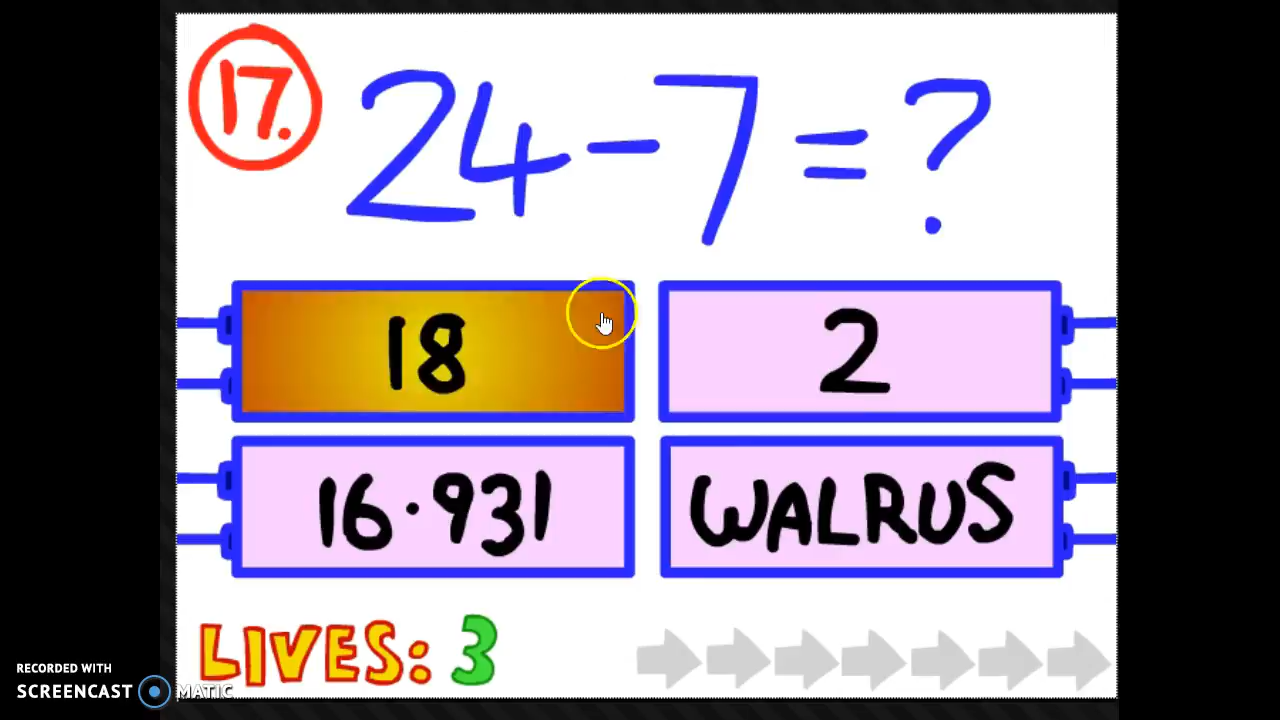 17.
24-7=?
18
2
16.931
WALRUS
LIVES: 3
RECORDED WITH
SCREENCAST MATIC